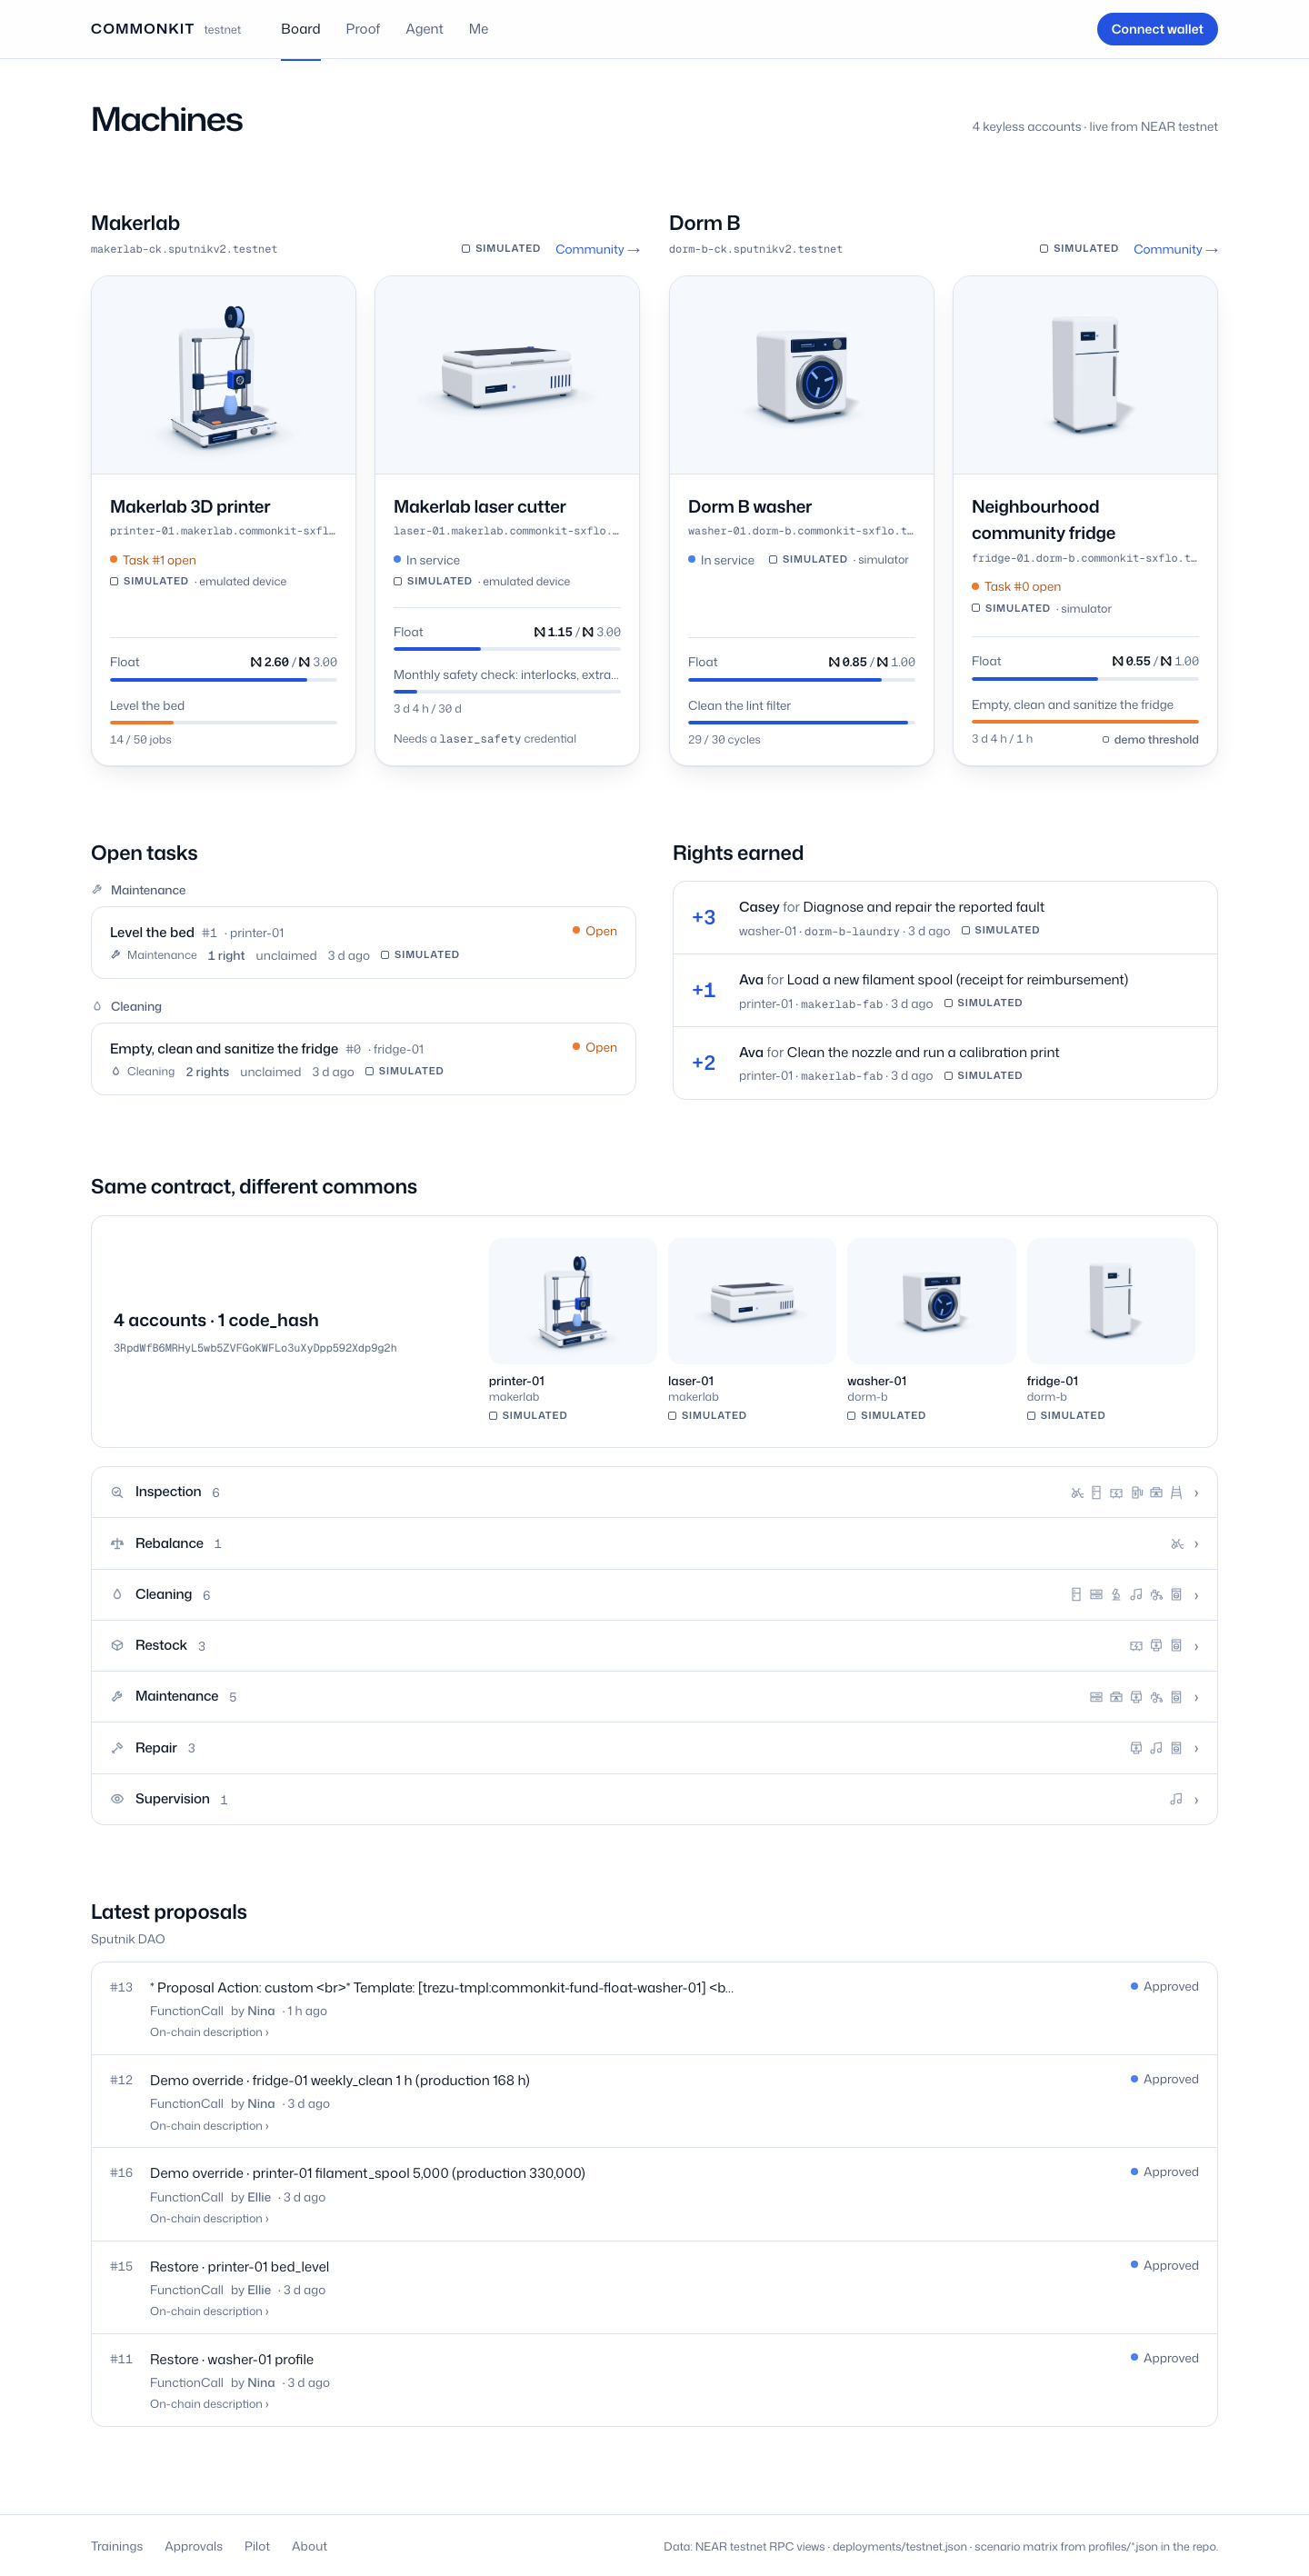 COMMONKIT testnet Board Proof Agent Me Connect wallet
Machines
4 keyless accounts · live from NEAR testnet
Makerlab
makerlab-ck.sputnikv2.testnet SIMULATED Community →
Dorm B
dorm-b-ck.sputnikv2.testnet SIMULATED Community →
Makerlab 3D printer
printer-01.makerlab.commonkit-sxfl…
Task #1 open
SIMULATED · emulated device
Float N 2.60 / N 3.00
Level the bed
14 / 50 jobs
Makerlab laser cutter
laser-01.makerlab.commonkit-sxflo.…
In service
SIMULATED · emulated device
Float N 1.15 / N 3.00
Monthly safety check: interlocks, extra…
3 d 4 h / 30 d
Needs a laser_safety credential
Dorm B washer
washer-01.dorm-b.commonkit-sxflo.t…
In service SIMULATED · simulator
Float N 0.85 / N 1.00
Clean the lint filter
29 / 30 cycles
Neighbourhood
community fridge
fridge-01.dorm-b.commonkit-sxflo.t…
Task #0 open
SIMULATED · simulator
Float N 0.55 / N 1.00
Empty, clean and sanitize the fridge
3 d 4 h / 1 h demo threshold
Open tasks
Maintenance
Level the bed #1 · printer-01 Open
Maintenance 1 right unclaimed 3 d ago SIMULATED
Cleaning
Empty, clean and sanitize the fridge #0 · fridge-01 Open
Cleaning 2 rights unclaimed 3 d ago SIMULATED
Rights earned
+3 Casey for Diagnose and repair the reported fault
washer-01 · dorm-b-laundry · 3 d ago SIMULATED
+1 Ava for Load a new filament spool (receipt for reimbursement)
printer-01 · makerlab-fab · 3 d ago SIMULATED
+2 Ava for Clean the nozzle and run a calibration print
printer-01 · makerlab-fab · 3 d ago SIMULATED
Same contract, different commons
4 accounts · 1 code_hash
3RpdWfB6MRHyL5wb5ZVFGoKWFLo3uXyDpp592Xdp9g2h
printer-01
makerlab
SIMULATED
laser-01
makerlab
SIMULATED
washer-01
dorm-b
SIMULATED
fridge-01
dorm-b
SIMULATED
Inspection 6 ›
Rebalance 1 ›
Cleaning 6 ›
Restock 3 ›
Maintenance 5 ›
Repair 3 ›
Supervision 1 ›
Latest proposals
Sputnik DAO
#13 * Proposal Action: custom <br>* Template: [trezu-tmpl:commonkit-fund-float-washer-01] <b… Approved
FunctionCall by Nina · 1 h ago
On-chain description ›
#12 Demo override · fridge-01 weekly_clean 1 h (production 168 h) Approved
FunctionCall by Nina · 3 d ago
On-chain description ›
#16 Demo override · printer-01 filament_spool 5,000 (production 330,000) Approved
FunctionCall by Ellie · 3 d ago
On-chain description ›
#15 Restore · printer-01 bed_level Approved
FunctionCall by Ellie · 3 d ago
On-chain description ›
#11 Restore · washer-01 profile Approved
FunctionCall by Nina · 3 d ago
On-chain description ›
Trainings Approvals Pilot About
Data: NEAR testnet RPC views · deployments/testnet.json · scenario matrix from profiles/*.json in the repo.